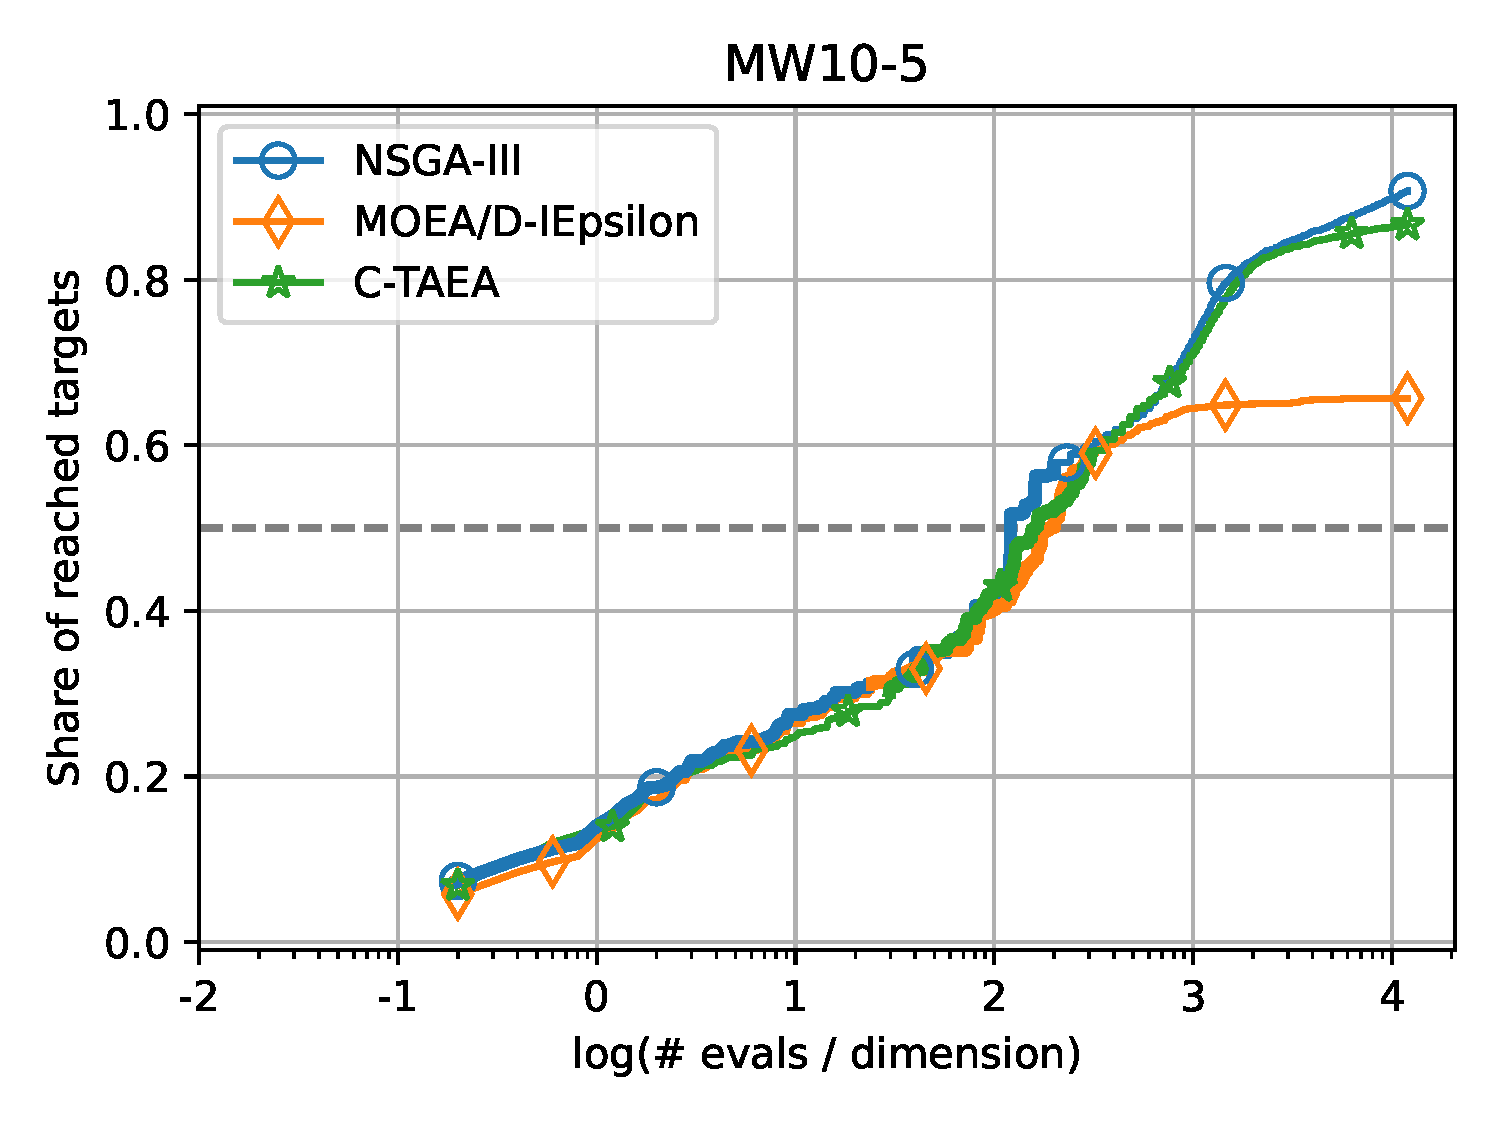 MW10-5
1.0
0.8
0.6
0.4
0.2
0.0
Share of reached targets
NSGA-III
MOEA/D-IEpsilon
C-TAEA
-2 -1 0 1 2 3 4
log(# evals / dimension)